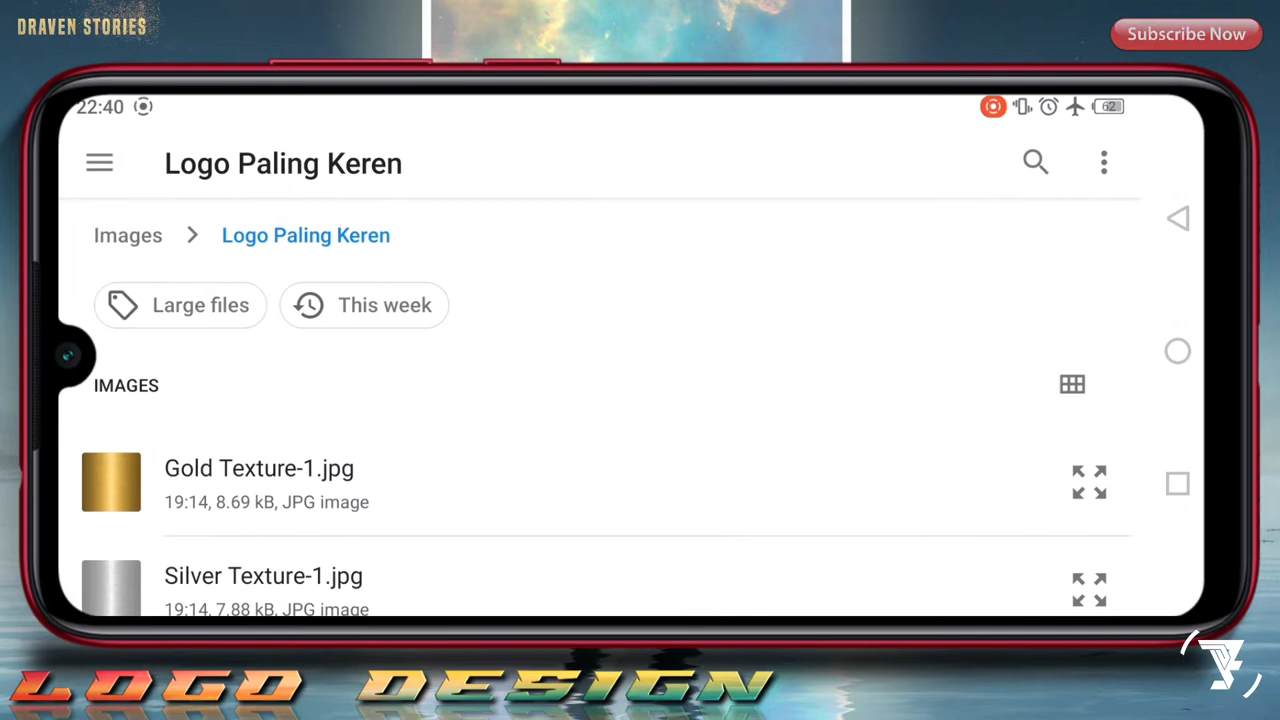 DRAVEN STORIES
Subscribe Now
22:40
62
Logo Paling Keren
Images
Logo Paling Keren
Large files
This week
IMAGES
Gold Texture-1.jpg
19:14, 8.69 kB, JPG image
Silver Texture-1.jpg
19:14, 7.88 kB, JPG image
LOGO DESIGN